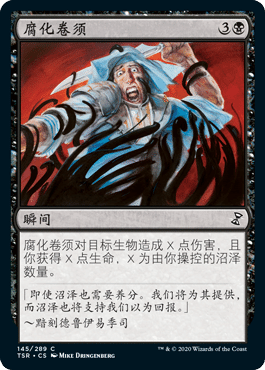 腐化卷须 3
瞬间
腐化卷须对目标生物造成X点伤害，且
你获得X点生命，X为由你操控的沼泽
数量。
「即使沼泽也需要养分。我们将为其提供，
而沼泽也将支持我们以为回报。」
～黯刻德鲁伊易季司
145/289 C
TSR • CS MIKE DRINGENBERG
™ & © 2020 Wizards of the Coast